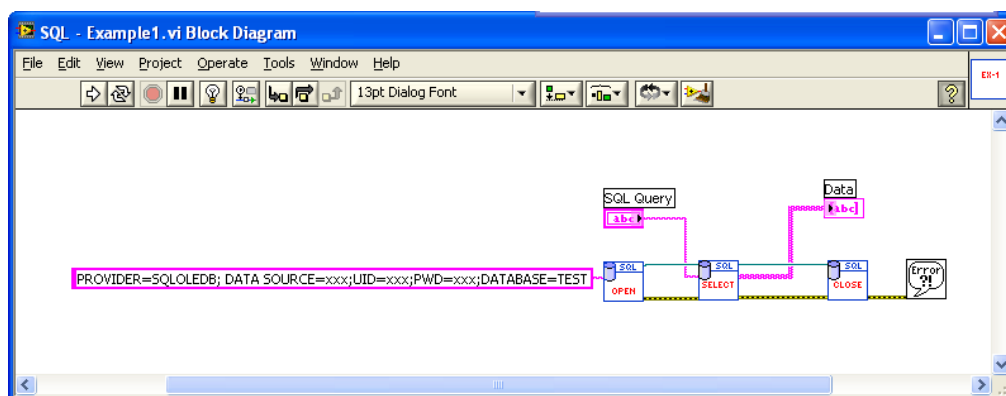 SQL - Example1.vi Block Diagram
File Edit View Project Operate Tools Window Help
EX-1
13pt Dialog Font
SQL Query
abc
Data
abc
PROVIDER=SQLOLEDB; DATA SOURCE=xxx;UID=xxx;PWD=xxx;DATABASE=TEST
SQL
OPEN
SQL
SELECT
SQL
CLOSE
Error
?!